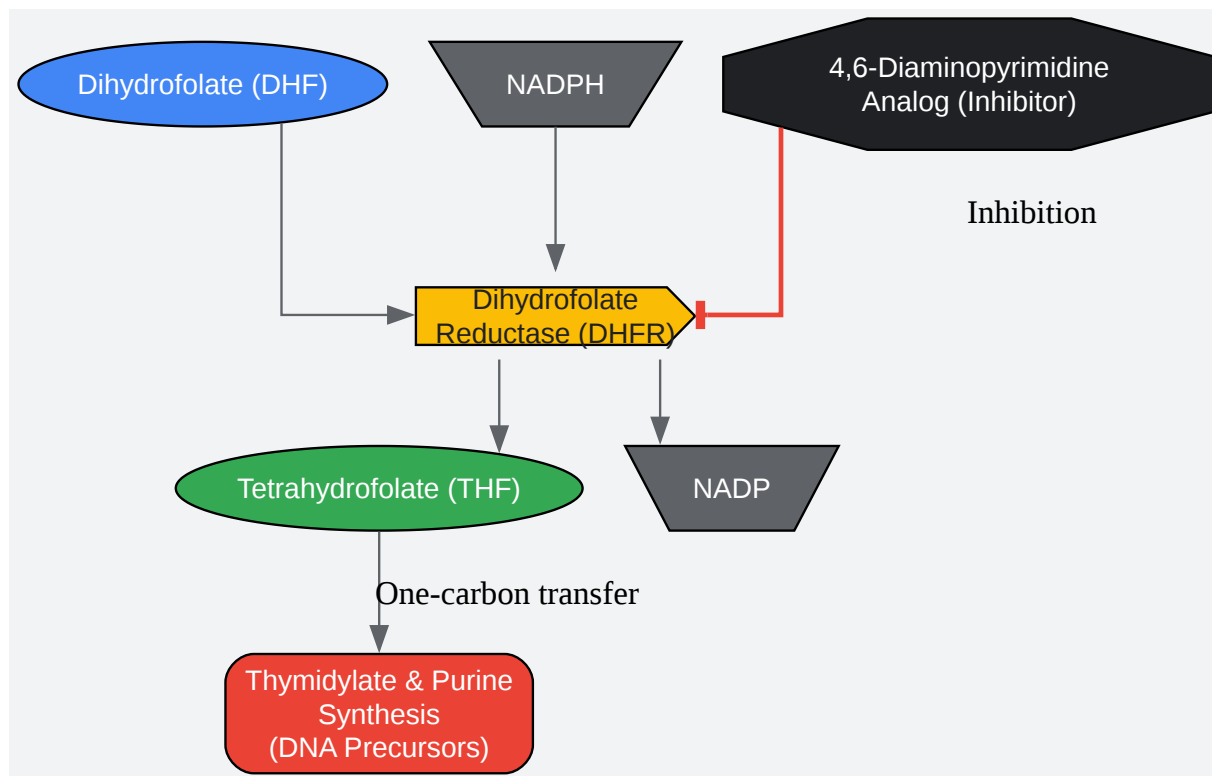 Dihydrofolate (DHF)
NADPH
4,6-Diaminopyrimidine
Analog (Inhibitor)
Inhibition
Dihydrofolate
Reductase (DHFR)
Tetrahydrofolate (THF)
NADP
One-carbon transfer
Thymidylate & Purine
Synthesis
(DNA Precursors)